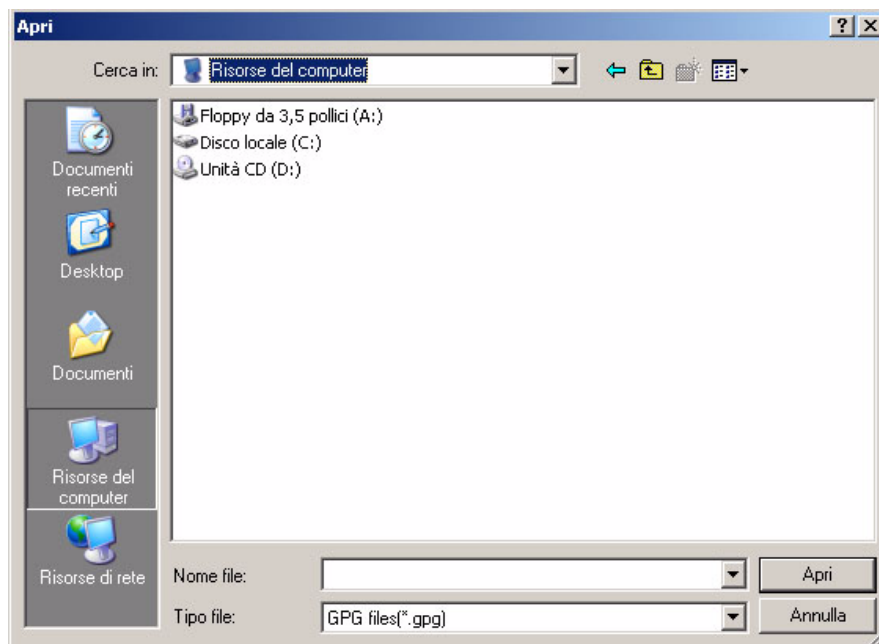 Apri
Cerca in: Risorse del computer
Floppy da 3,5 pollici (A:)
Disco locale (C:)
Unità CD (D:)
Documenti
recenti
Desktop
Documenti
Risorse del
computer
Risorse di rete
Nome file:
Apri
Tipo file: GPG files(*.gpg)
Annulla